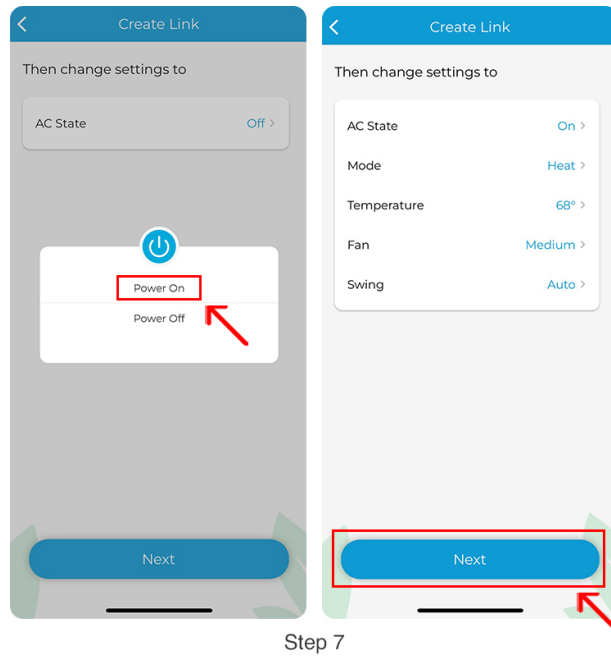 Create Link
Then change settings to
AC State Off >
Power On
Power Off
Next
Create Link
Then change settings to
AC State On >
Mode Heat >
Temperature 68° >
Fan Medium >
Swing Auto >
Next
Step 7